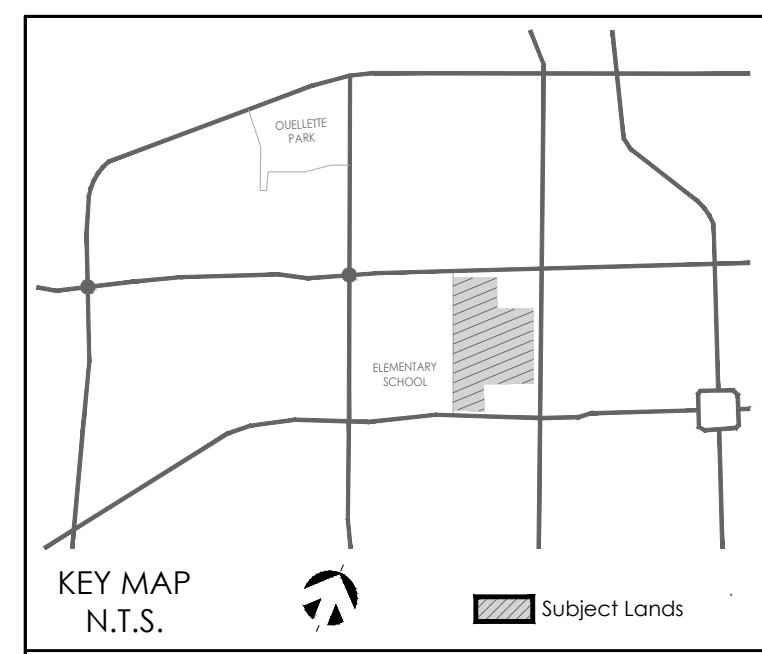 OUELLETTE
PARK
ELEMENTARY
SCHOOL
KEY MAP
N.T.S.
Subject Lands